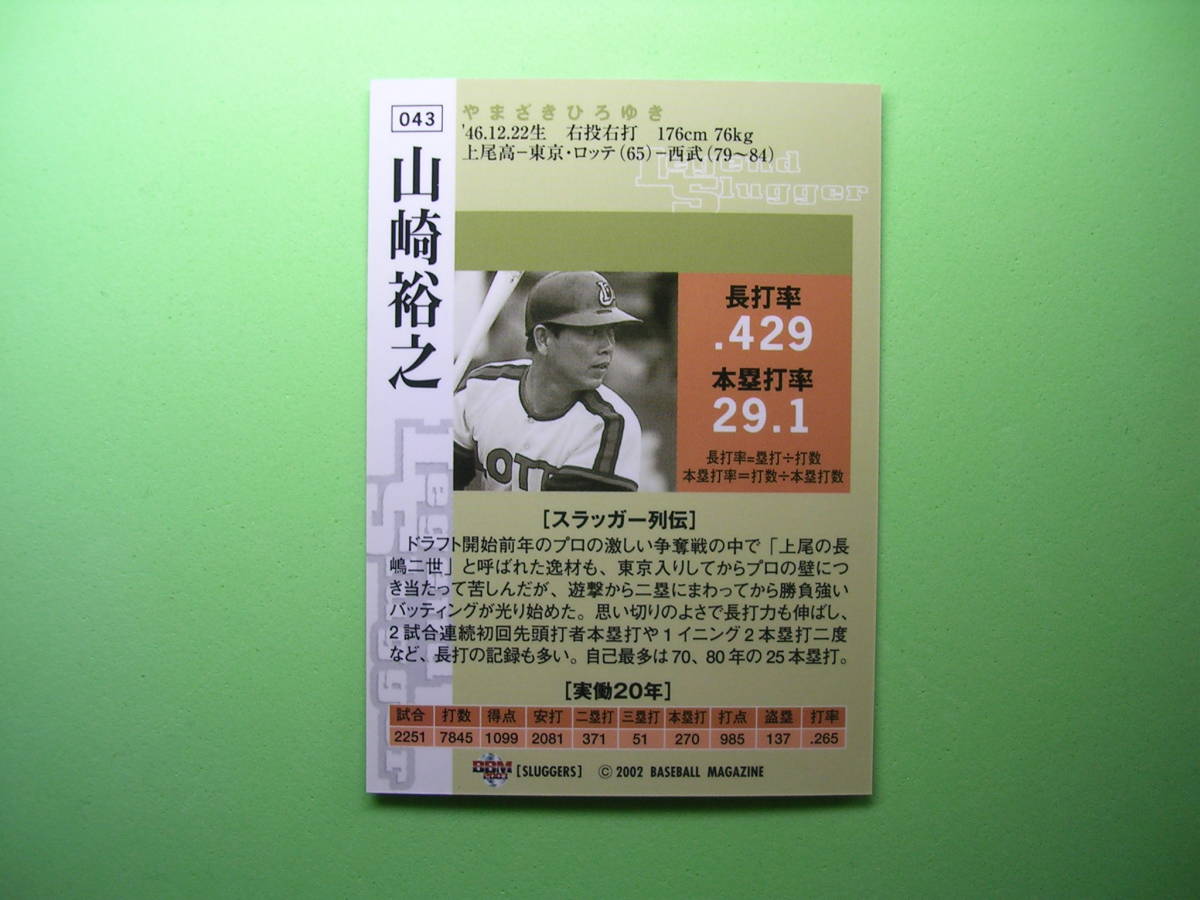 043
山崎裕之
やまざきひろゆき
'46.12.22生 右投右打 176cm 76kg
上尾高−東京・ロッテ(65)−西武(79〜84)
Legend
Slugger
長打率
.429
本塁打率
29.1
長打率=塁打÷打数
本塁打率=打数÷本塁打数
LOTT
[スラッガー列伝]
ドラフト開始前年のプロの激しい争奪戦の中で「上尾の長
嶋二世」と呼ばれた逸材も、東京入りしてからプロの壁につ
き当たって苦しんだが、遊撃から二塁にまわってから勝負強い
バッティングが光り始めた。思い切りのよさで長打力も伸ばし、
2試合連続初回先頭打者本塁打や1イニング2本塁打二度
など、長打の記録も多い。自己最多は70、80年の25本塁打。
Legend
Slugger
[実働20年]
試合 打数 得点 安打 二塁打 三塁打 本塁打 打点 盗塁 打率
2251 7845 1099 2081 371 51 270 985 137 .265
BBM [SLUGGERS] © 2002 BASEBALL MAGAZINE